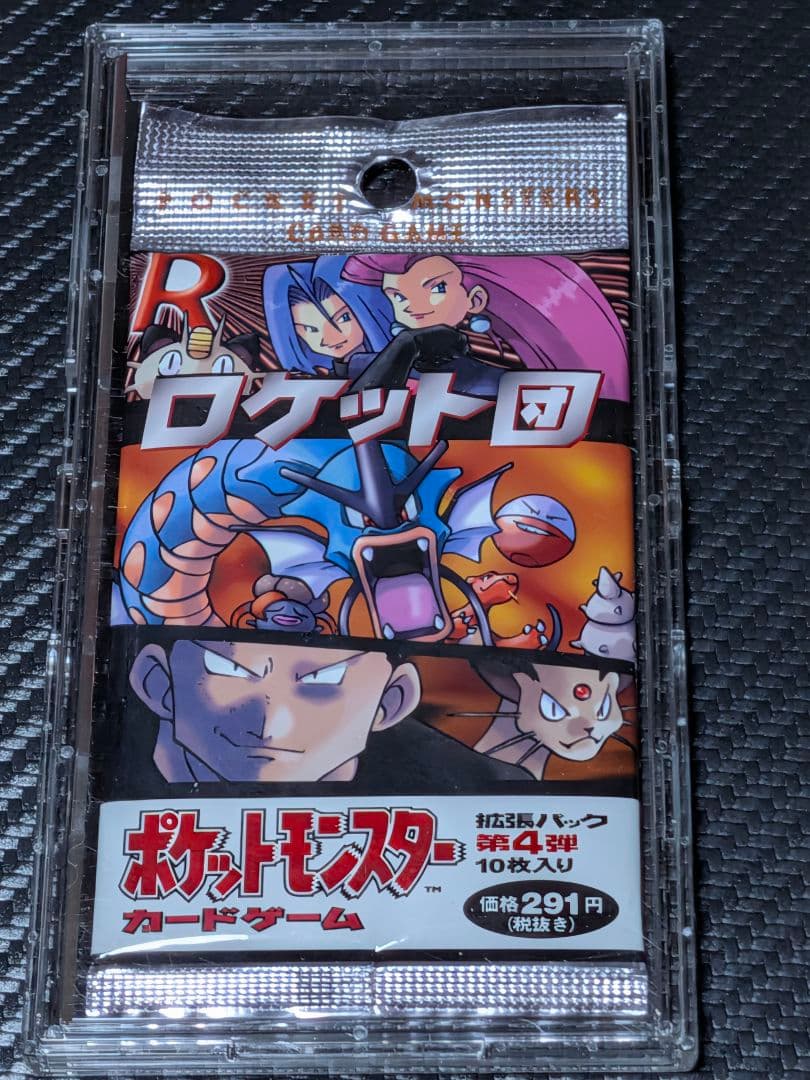 POCKET MONSTERS
CARD GAME
R
ロケット団
ポケットモンスター™
カードゲーム
拡張パック
第4弾
10枚入り
価格291円
(税抜き)